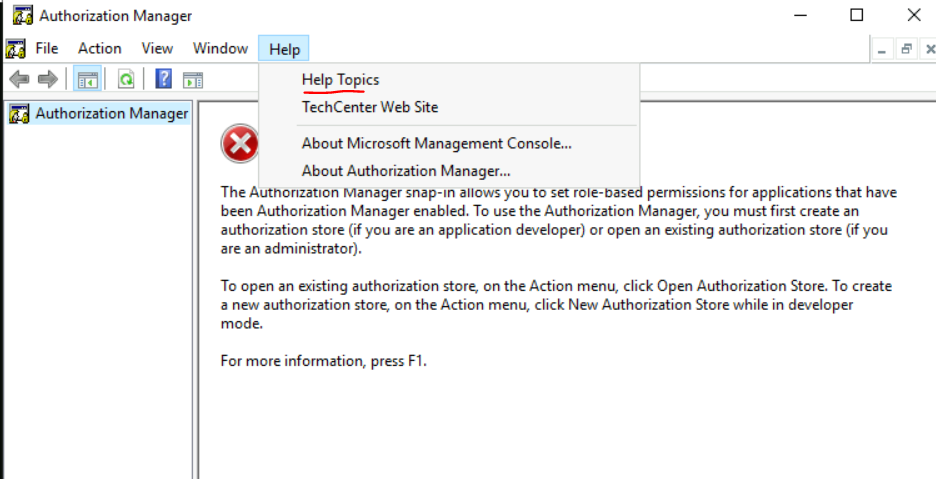 Authorization Manager
File Action View Window Help
Help Topics
TechCenter Web Site
About Microsoft Management Console...
About Authorization Manager...
Authorization Manager
The Authorization Manager snap-in allows you to set role-based permissions for applications that have
been Authorization Manager enabled. To use the Authorization Manager, you must first create an
authorization store (if you are an application developer) or open an existing authorization store (if you
are an administrator).
To open an existing authorization store, on the Action menu, click Open Authorization Store. To create
a new authorization store, on the Action menu, click New Authorization Store while in developer
mode.
For more information, press F1.